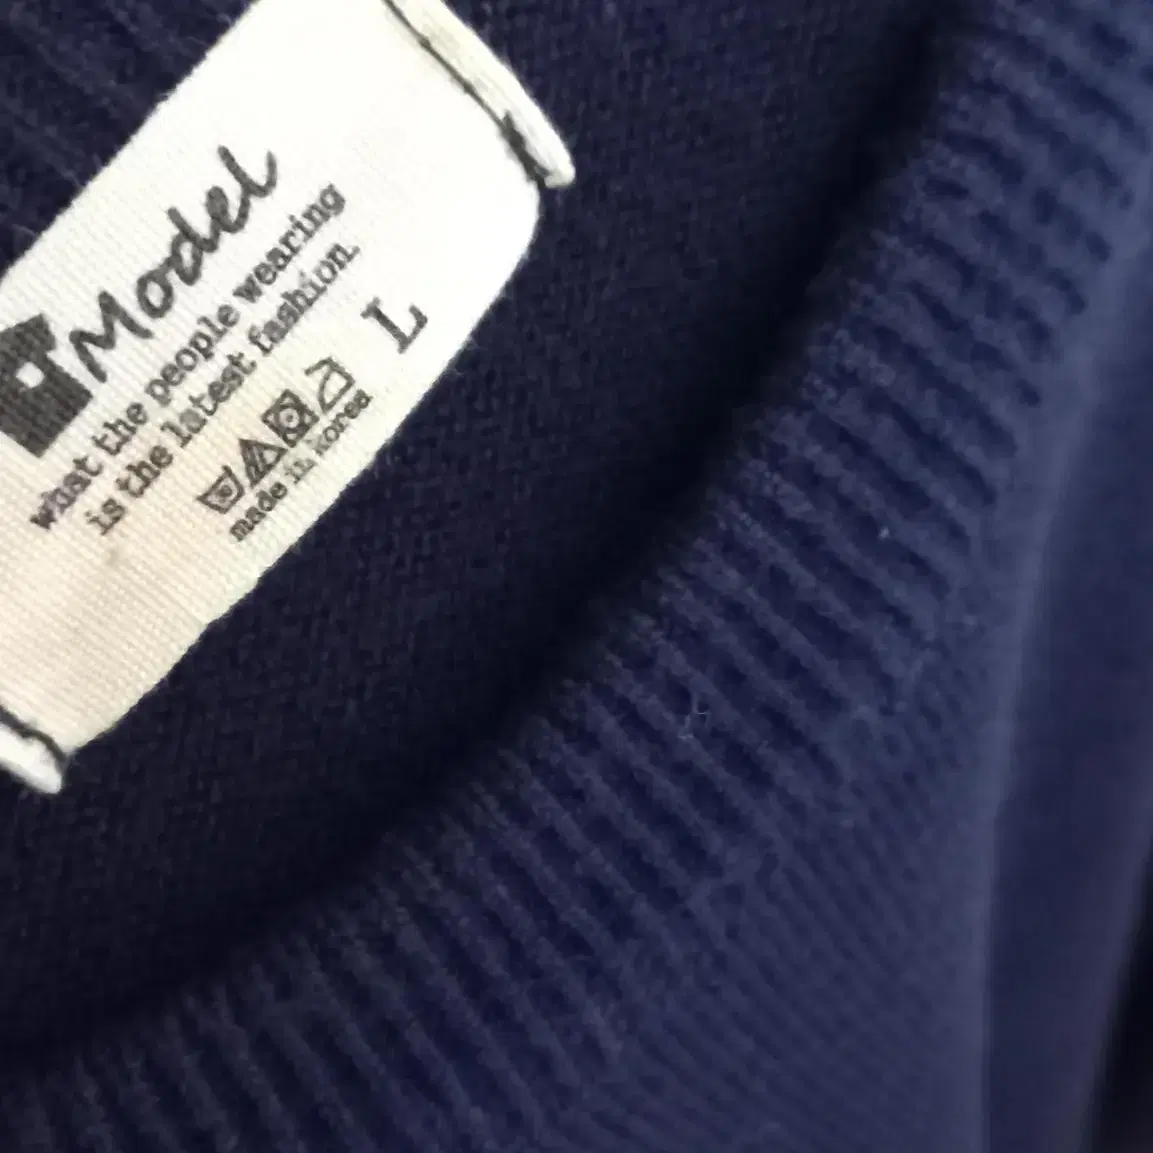 Model
what the people wearing
is the latest fashion.
L
made in korea